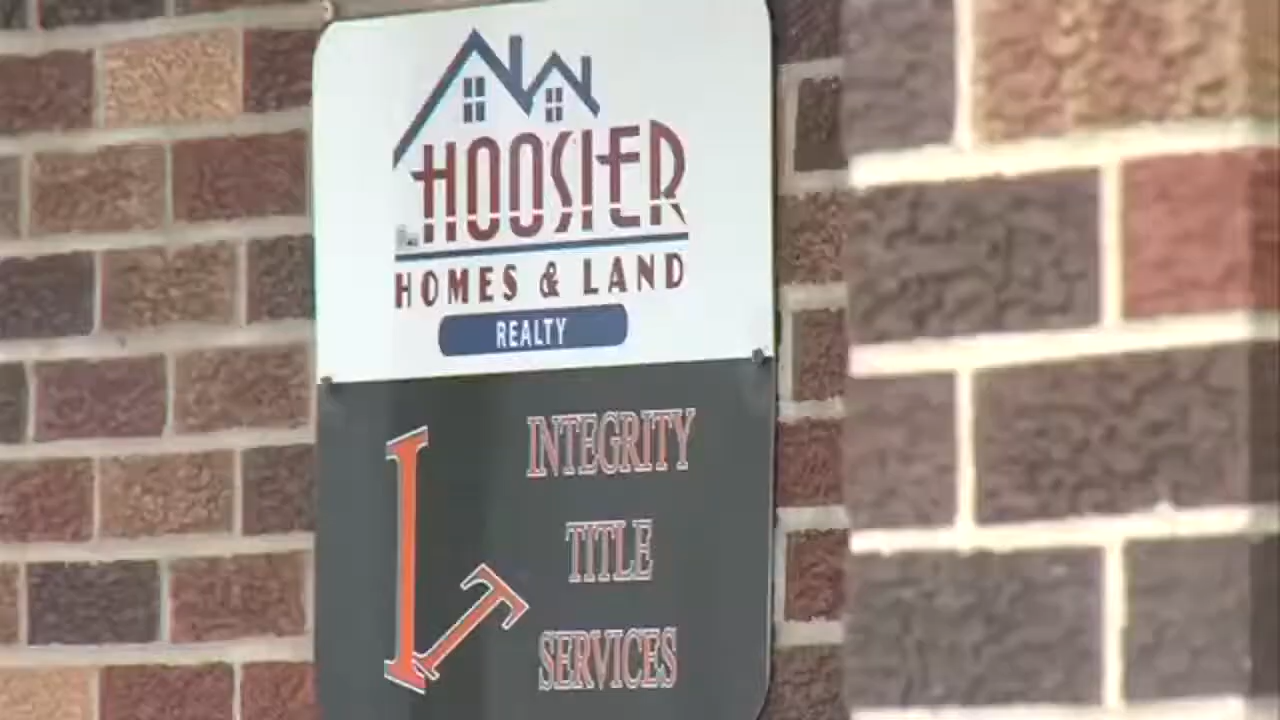 HOOSIER
HOMES & LAND
REALTY
INTEGRITY
TITLE
SERVICES